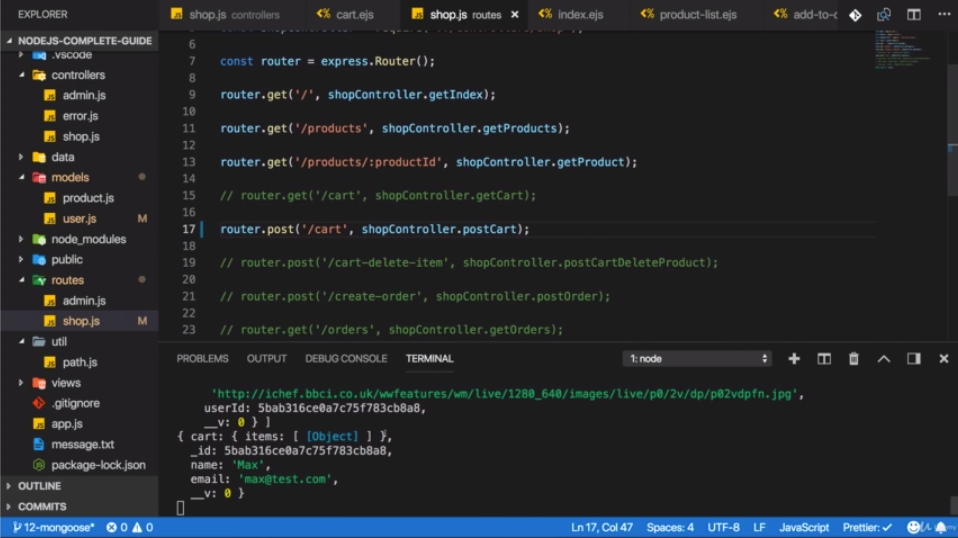 EXPLORER
NODEJS-COMPLETE-GUIDE
.vscode
controllers
admin.js
error.js
shop.js
data
models
product.js
user.js M
node_modules
public
routes
admin.js
shop.js M
util
path.js
views
.gitignore
app.js
message.txt
package-lock.json
OUTLINE
COMMITS
shop.js controllers
cart.ejs
shop.js routes
index.ejs
product-list.ejs
add-to-c
6
7 const router = express.Router();
8
9 router.get('/', shopController.getIndex);
10
11 router.get('/products', shopController.getProducts);
12
13 router.get('/products/:productId', shopController.getProduct);
14
15 // router.get('/cart', shopController.getCart);
16
17 router.post('/cart', shopController.postCart);
18
19 // router.post('/cart-delete-item', shopController.postCartDeleteProduct);
20
21 // router.post('/create-order', shopController.postOrder);
22
23 // router.get('/orders', shopController.getOrders);
PROBLEMS OUTPUT DEBUG CONSOLE TERMINAL 1: node
'http://ichef.bbci.co.uk/wwfeatures/wm/live/1280_640/images/live/p0/2v/dp/p02vdpfn.jpg',
userId: 5bab316ce0a7c75f783cb8a8,
__v: 0 } ]
{ cart: { items: [ [Object] ] },
_id: 5bab316ce0a7c75f783cb8a8,
name: 'Max',
email: 'max@test.com',
__v: 0 }
12-mongoose* 0 0 Ln 17, Col 47 Spaces: 4 UTF-8 LF JavaScript Prettier: ✓